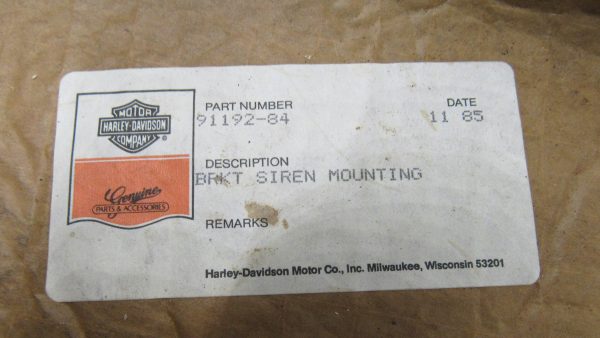 MOTOR
HARLEY-DAVIDSON
COMPANY
®
Genuine
PARTS & ACCESSORIES
PART NUMBER
91192-84
DATE
11 85
DESCRIPTION
BRKT SIREN MOUNTING
REMARKS
Harley-Davidson Motor Co., Inc. Milwaukee, Wisconsin 53201